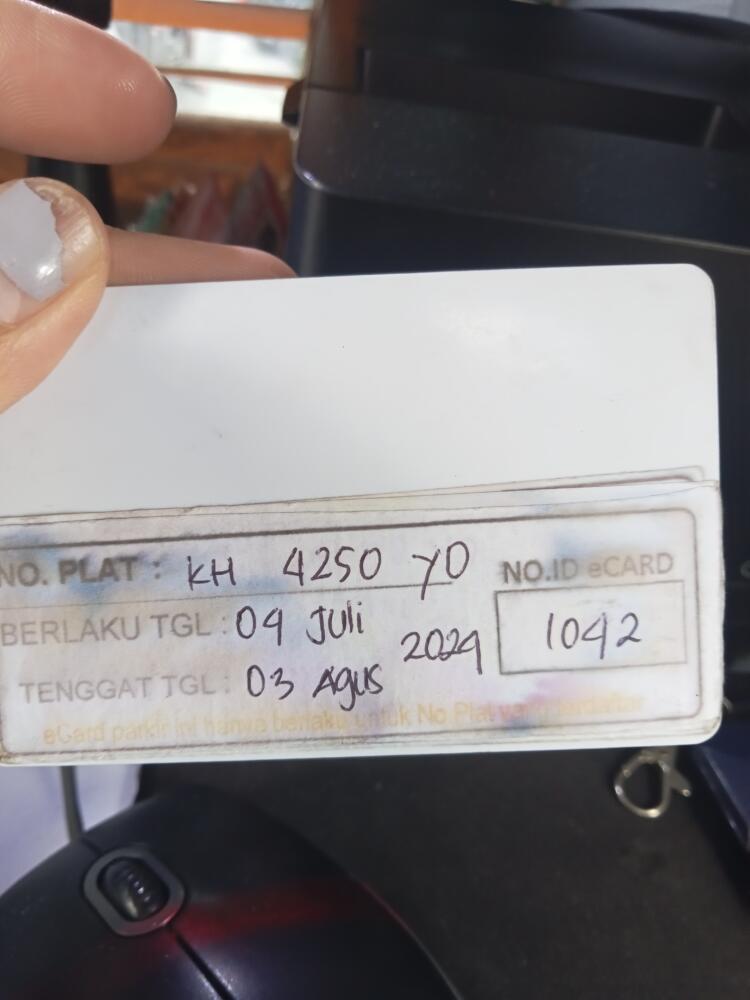 NO. PLAT : KH 4250 YO
NO.ID eCARD
BERLAKU TGL : 04 Juli
2024
1042
TENGGAT TGL : 03 Agus
eCard parkir ini hanya berlaku untuk No Plat yang terdaftar